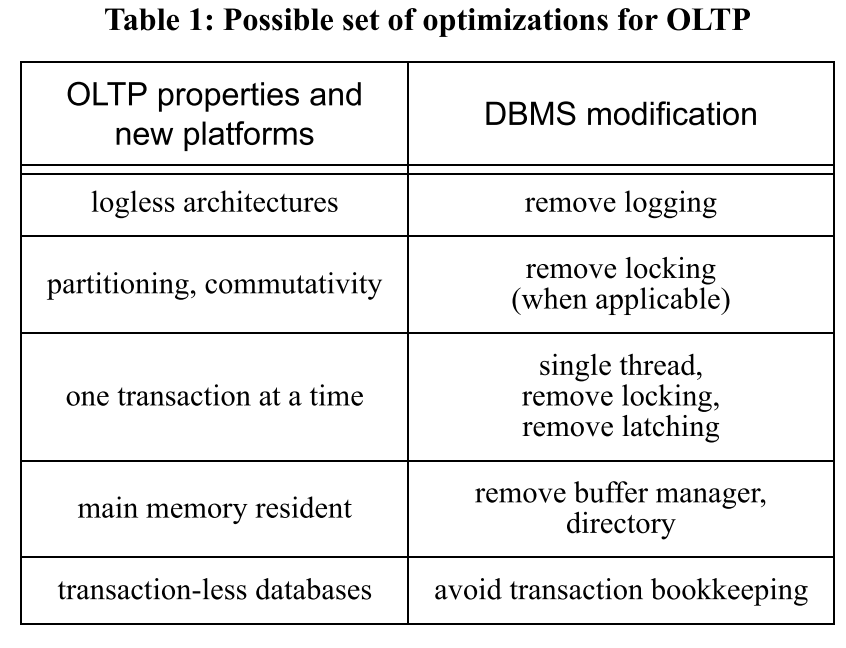 Table 1: Possible set of optimizations for OLTP
OLTP properties and
new platforms
DBMS modification
logless architectures
remove logging
partitioning, commutativity
remove locking
(when applicable)
one transaction at a time
single thread,
remove locking,
remove latching
main memory resident
remove buffer manager,
directory
transaction-less databases
avoid transaction bookkeeping